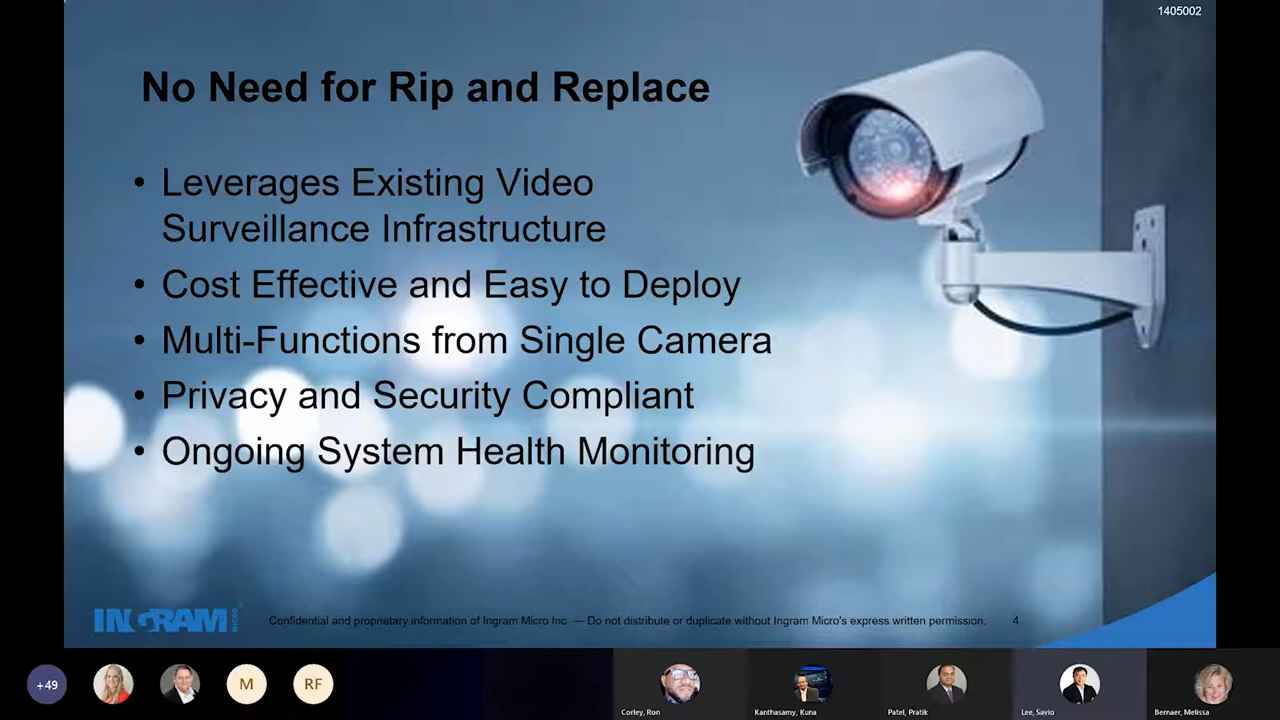 1405002
No Need for Rip and Replace
• Leverages Existing Video
Surveillance Infrastructure
• Cost Effective and Easy to Deploy
• Multi-Functions from Single Camera
• Privacy and Security Compliant
• Ongoing System Health Monitoring
INGRAM MICRO
Confidential and proprietary information of Ingram Micro Inc. — Do not distribute or duplicate without Ingram Micro's express written permission.
4
+49
M
RF
Corley, Ron
Kanthasamy, Kuna
Patel, Pratik
Lee, Savio
Bernaer, Melissa